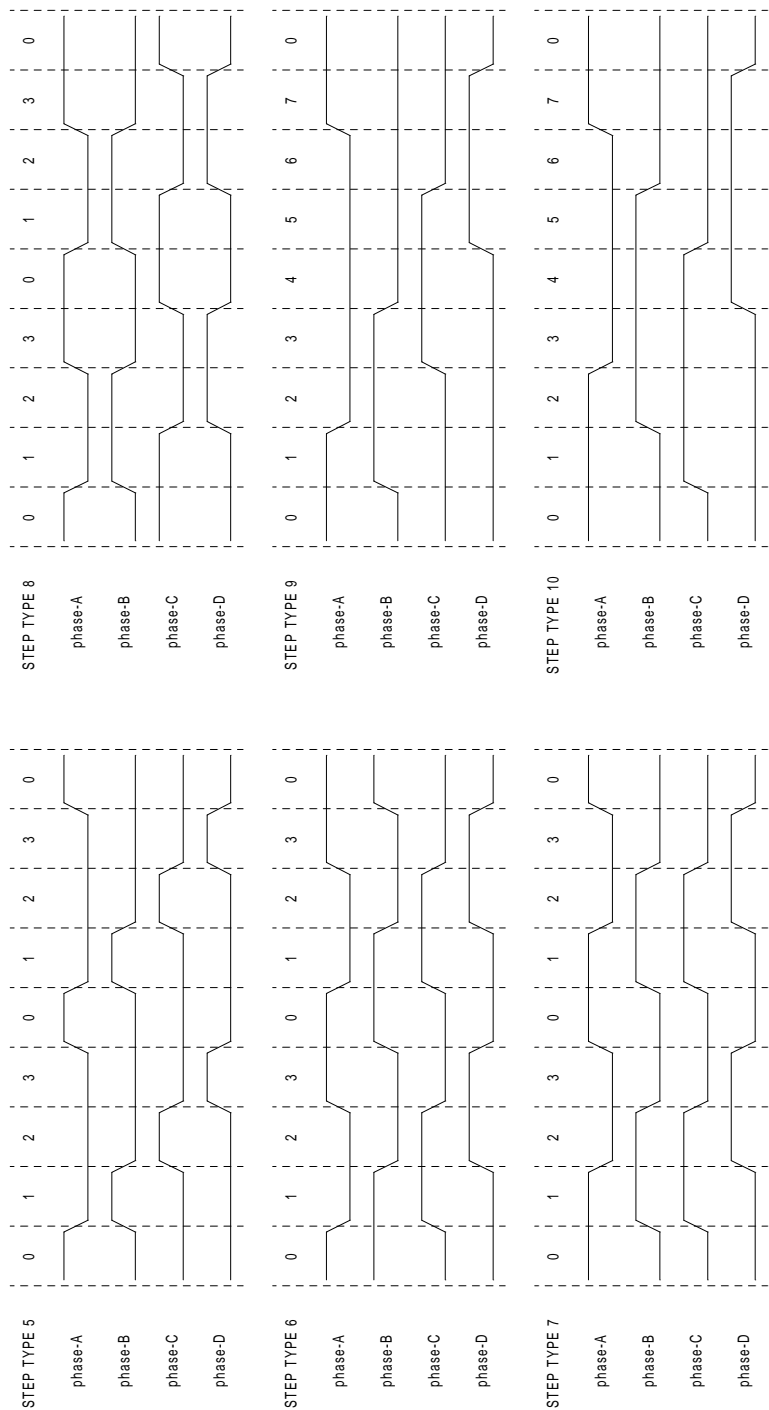 STEP TYPE 5
0 1 2 3 0 1 2 3 0
phase-A
phase-B
phase-C
phase-D
STEP TYPE 6
0 1 2 3 0 1 2 3 0
phase-A
phase-B
phase-C
phase-D
STEP TYPE 7
0 1 2 3 0 1 2 3 0
phase-A
phase-B
phase-C
phase-D
STEP TYPE 8
0 1 2 3 0 1 2 3 0
phase-A
phase-B
phase-C
phase-D
STEP TYPE 9
0 1 2 3 4 5 6 7 0
phase-A
phase-B
phase-C
phase-D
STEP TYPE 10
0 1 2 3 4 5 6 7 0
phase-A
phase-B
phase-C
phase-D